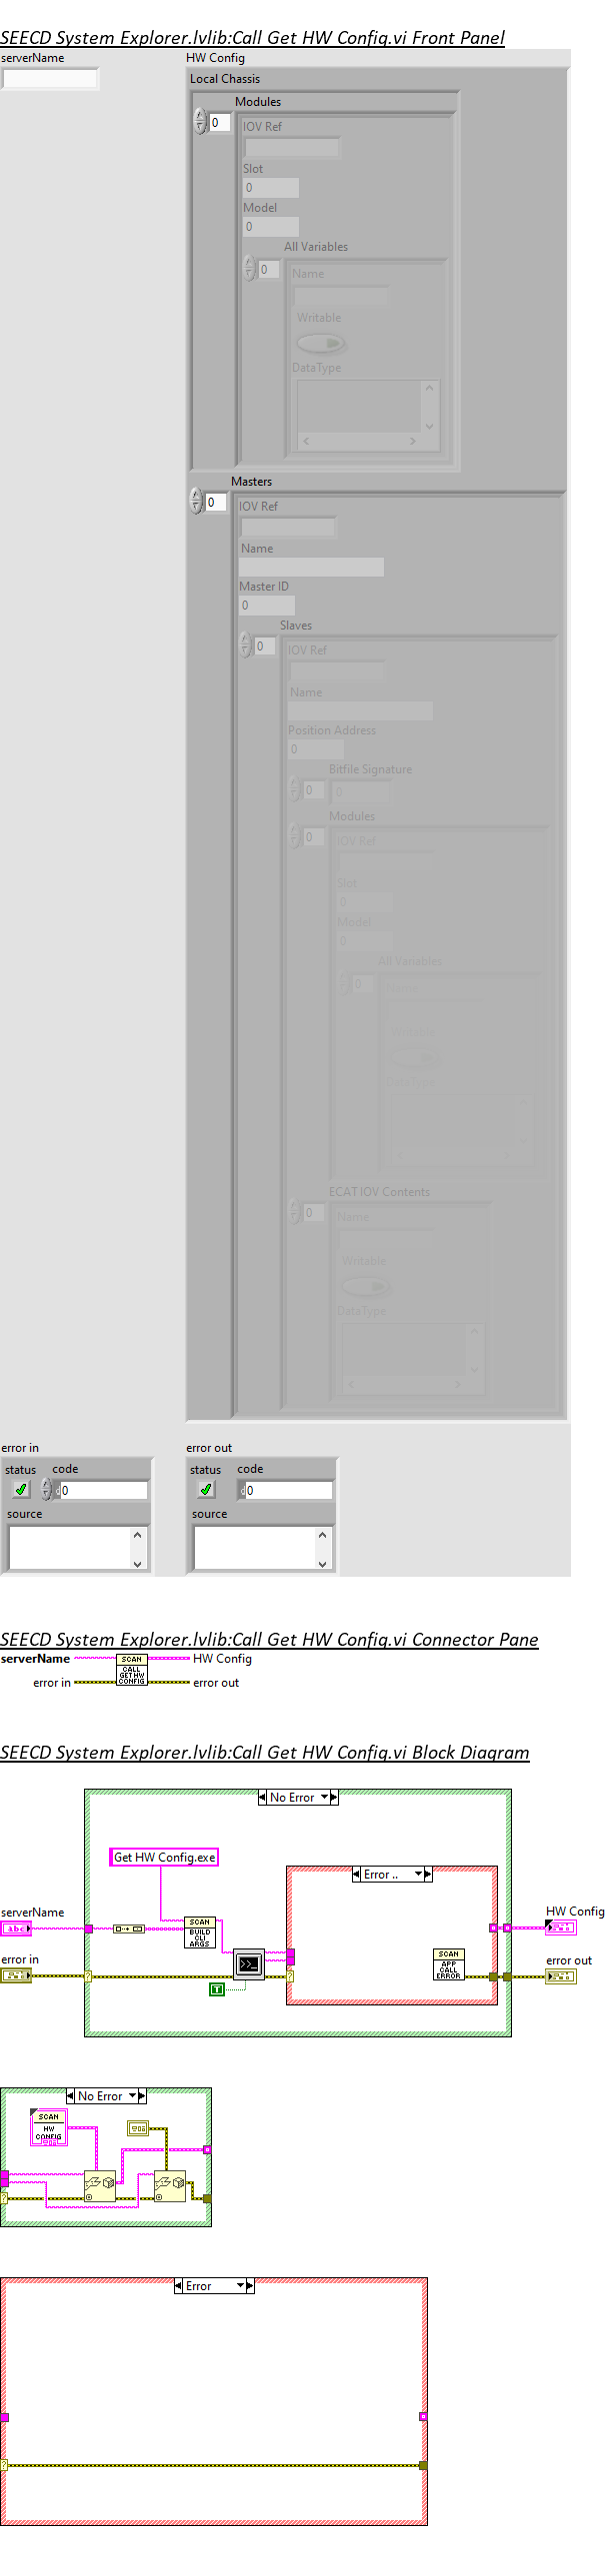 SEECD System Explorer.lvlib:Call Get HW Config.vi Front Panel
serverName
HW Config
Local Chassis
Modules
0
IOV Ref
Slot
0
Model
0
All Variables
0
Name
Writable
DataType
Masters
0
IOV Ref
Name
Master ID
0
Slaves
0
IOV Ref
Name
Position Address
0
Bitfile Signature
0
0
Modules
0
IOV Ref
Slot
0
Model
0
All Variables
0
Name
Writable
DataType
ECAT IOV Contents
0
Name
Writable
DataType
error in
error out
status code
d0
source
status code
d0
source
SEECD System Explorer.lvlib:Call Get HW Config.vi Connector Pane
serverName
SCAN
CALL
GET HW
CONFIG
HW Config
error in
error out
SEECD System Explorer.lvlib:Call Get HW Config.vi Block Diagram
No Error
Get HW Config.exe
Error ..
serverName
abc
SCAN
BUILD
CLI
ARGS
HW Config
error in
SCAN
APP
CALL
ERROR
error out
T
No Error
SCAN
HW
CONFIG
Error